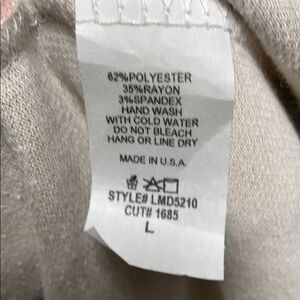 62%POLYESTER
35%RAYON
3%SPANDEX
HAND WASH
WITH COLD WATER
DO NOT BLEACH
HANG OR LINE DRY
MADE IN U.S.A.
STYLE# LMD5210
CUT# 1685
L